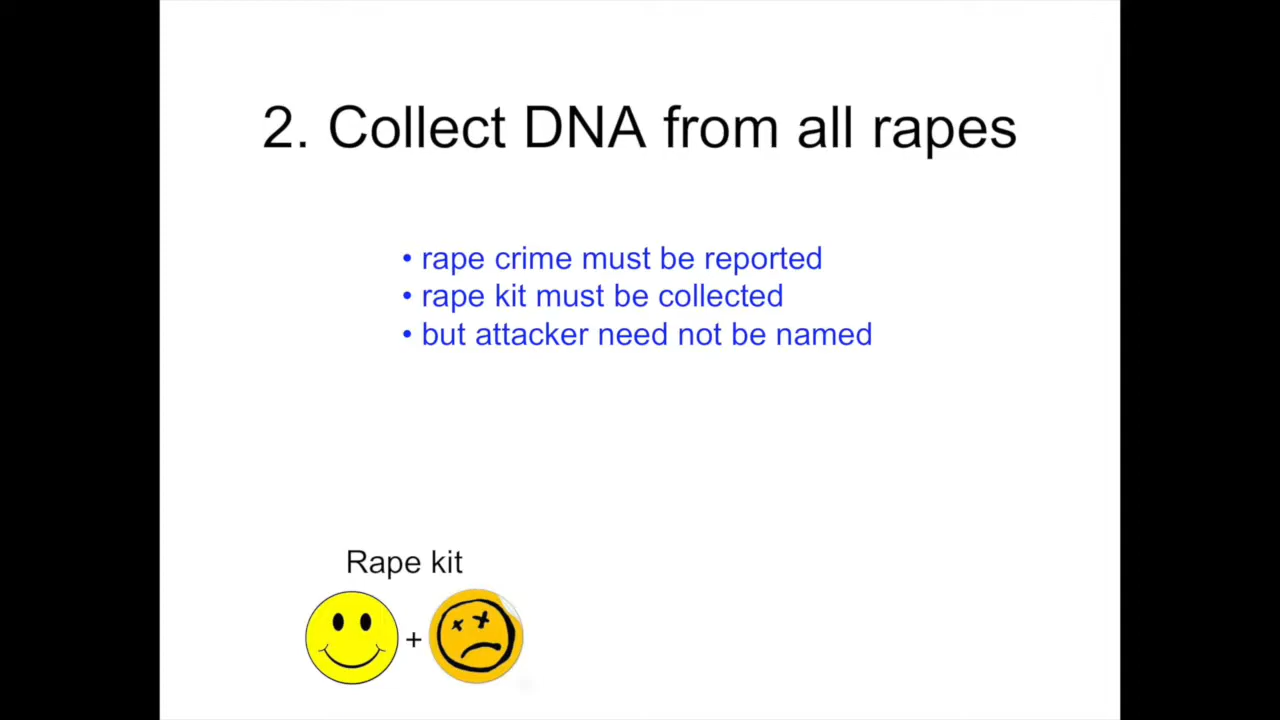 2. Collect DNA from all rapes
• rape crime must be reported
• rape kit must be collected
• but attacker need not be named
Rape kit
+